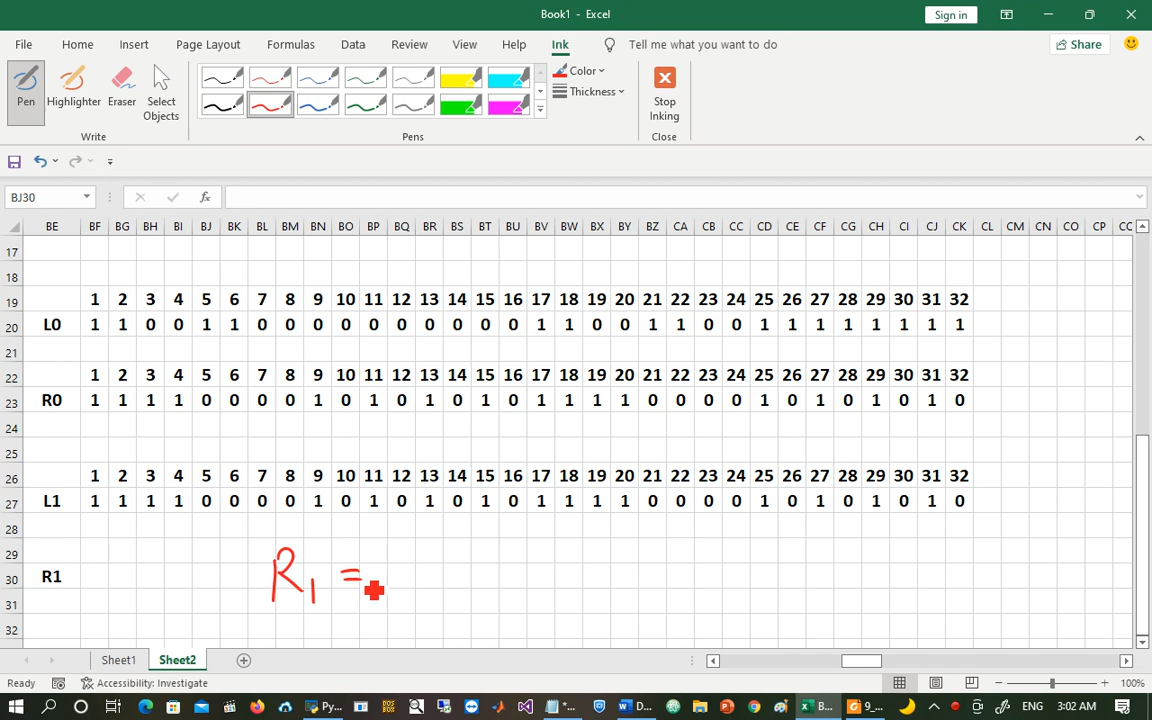 Book1 - Excel
Sign in
File Home Insert Page Layout Formulas Data Review View Help Ink Tell me what you want to do Share
Pen Highlighter Eraser Select Objects Color Thickness Stop Inking
Write Pens Close
BJ30 fx
BE BF BG BH BI BJ BK BL BM BN BO BP BQ BR BS BT BU BV BW BX BY BZ CA CB CC CD CE CF CG CH CI CJ CK CL CM CN CO CP CC
17
18
19 1 2 3 4 5 6 7 8 9 10 11 12 13 14 15 16 17 18 19 20 21 22 23 24 25 26 27 28 29 30 31 32
20 L0 1 1 0 0 1 1 0 0 0 0 0 0 0 0 0 0 1 1 0 0 1 1 0 0 1 1 1 1 1 1 1 1
21
22 1 2 3 4 5 6 7 8 9 10 11 12 13 14 15 16 17 18 19 20 21 22 23 24 25 26 27 28 29 30 31 32
23 R0 1 1 1 1 0 0 0 0 1 0 1 0 1 0 1 0 1 1 1 1 0 0 0 0 1 0 1 0 1 0 1 0
24
25
26 1 2 3 4 5 6 7 8 9 10 11 12 13 14 15 16 17 18 19 20 21 22 23 24 25 26 27 28 29 30 31 32
27 L1 1 1 1 1 0 0 0 0 1 0 1 0 1 0 1 0 1 1 1 1 0 0 0 0 1 0 1 0 1 0 1 0
28
29
30 R1 R1 =
31
32
Sheet1 Sheet2
Ready Accessibility: Investigate 100%
Py... *... D... B... 9_... ENG 3:02 AM